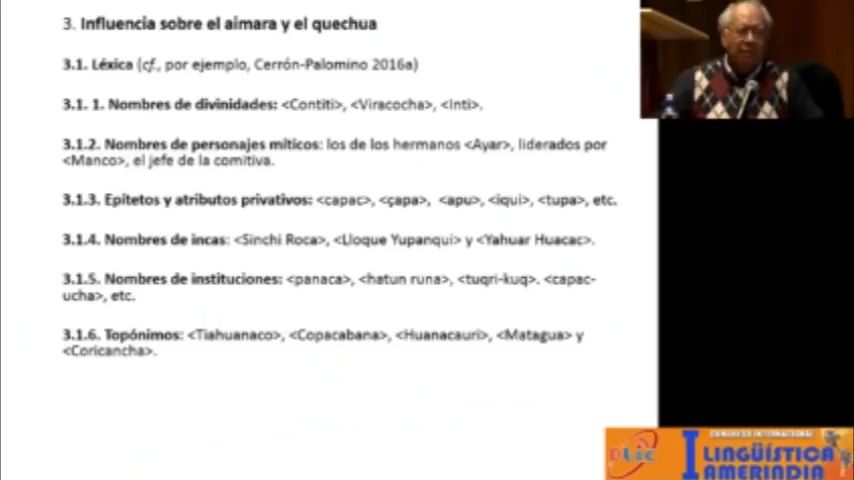 3. Influencia sobre el aimara y el quechua
3.1. Léxica (cf., por ejemplo, Cerrón-Palomino 2016a)
3.1. 1. Nombres de divinidades: <Contiti>, <Viracocha>, <Inti>.
3.1.2. Nombres de personajes míticos: los de los hermanos <Ayar>, liderados por
<Manco>, el jefe de la comitiva.
3.1.3. Epítetos y atributos privativos: <capac>, <çapa>, <apu>, <iqui>, <tupa>, etc.
3.1.4. Nombres de incas: <Sinchi Roca>, <Lloque Yupanqui> y <Yahuar Huacac>.
3.1.5. Nombres de instituciones: <panaca>, <hatun runa>, <tuqri-kuq>. <capac-
ucha>, etc.
3.1.6. Topónimos: <Tiahuanaco>, <Copacabana>, <Huanacauri>, <Matagua> y
<Coricancha>.
CONGRESO INTERNACIONAL
I LINGÜÍSTICA
AMERINDIA